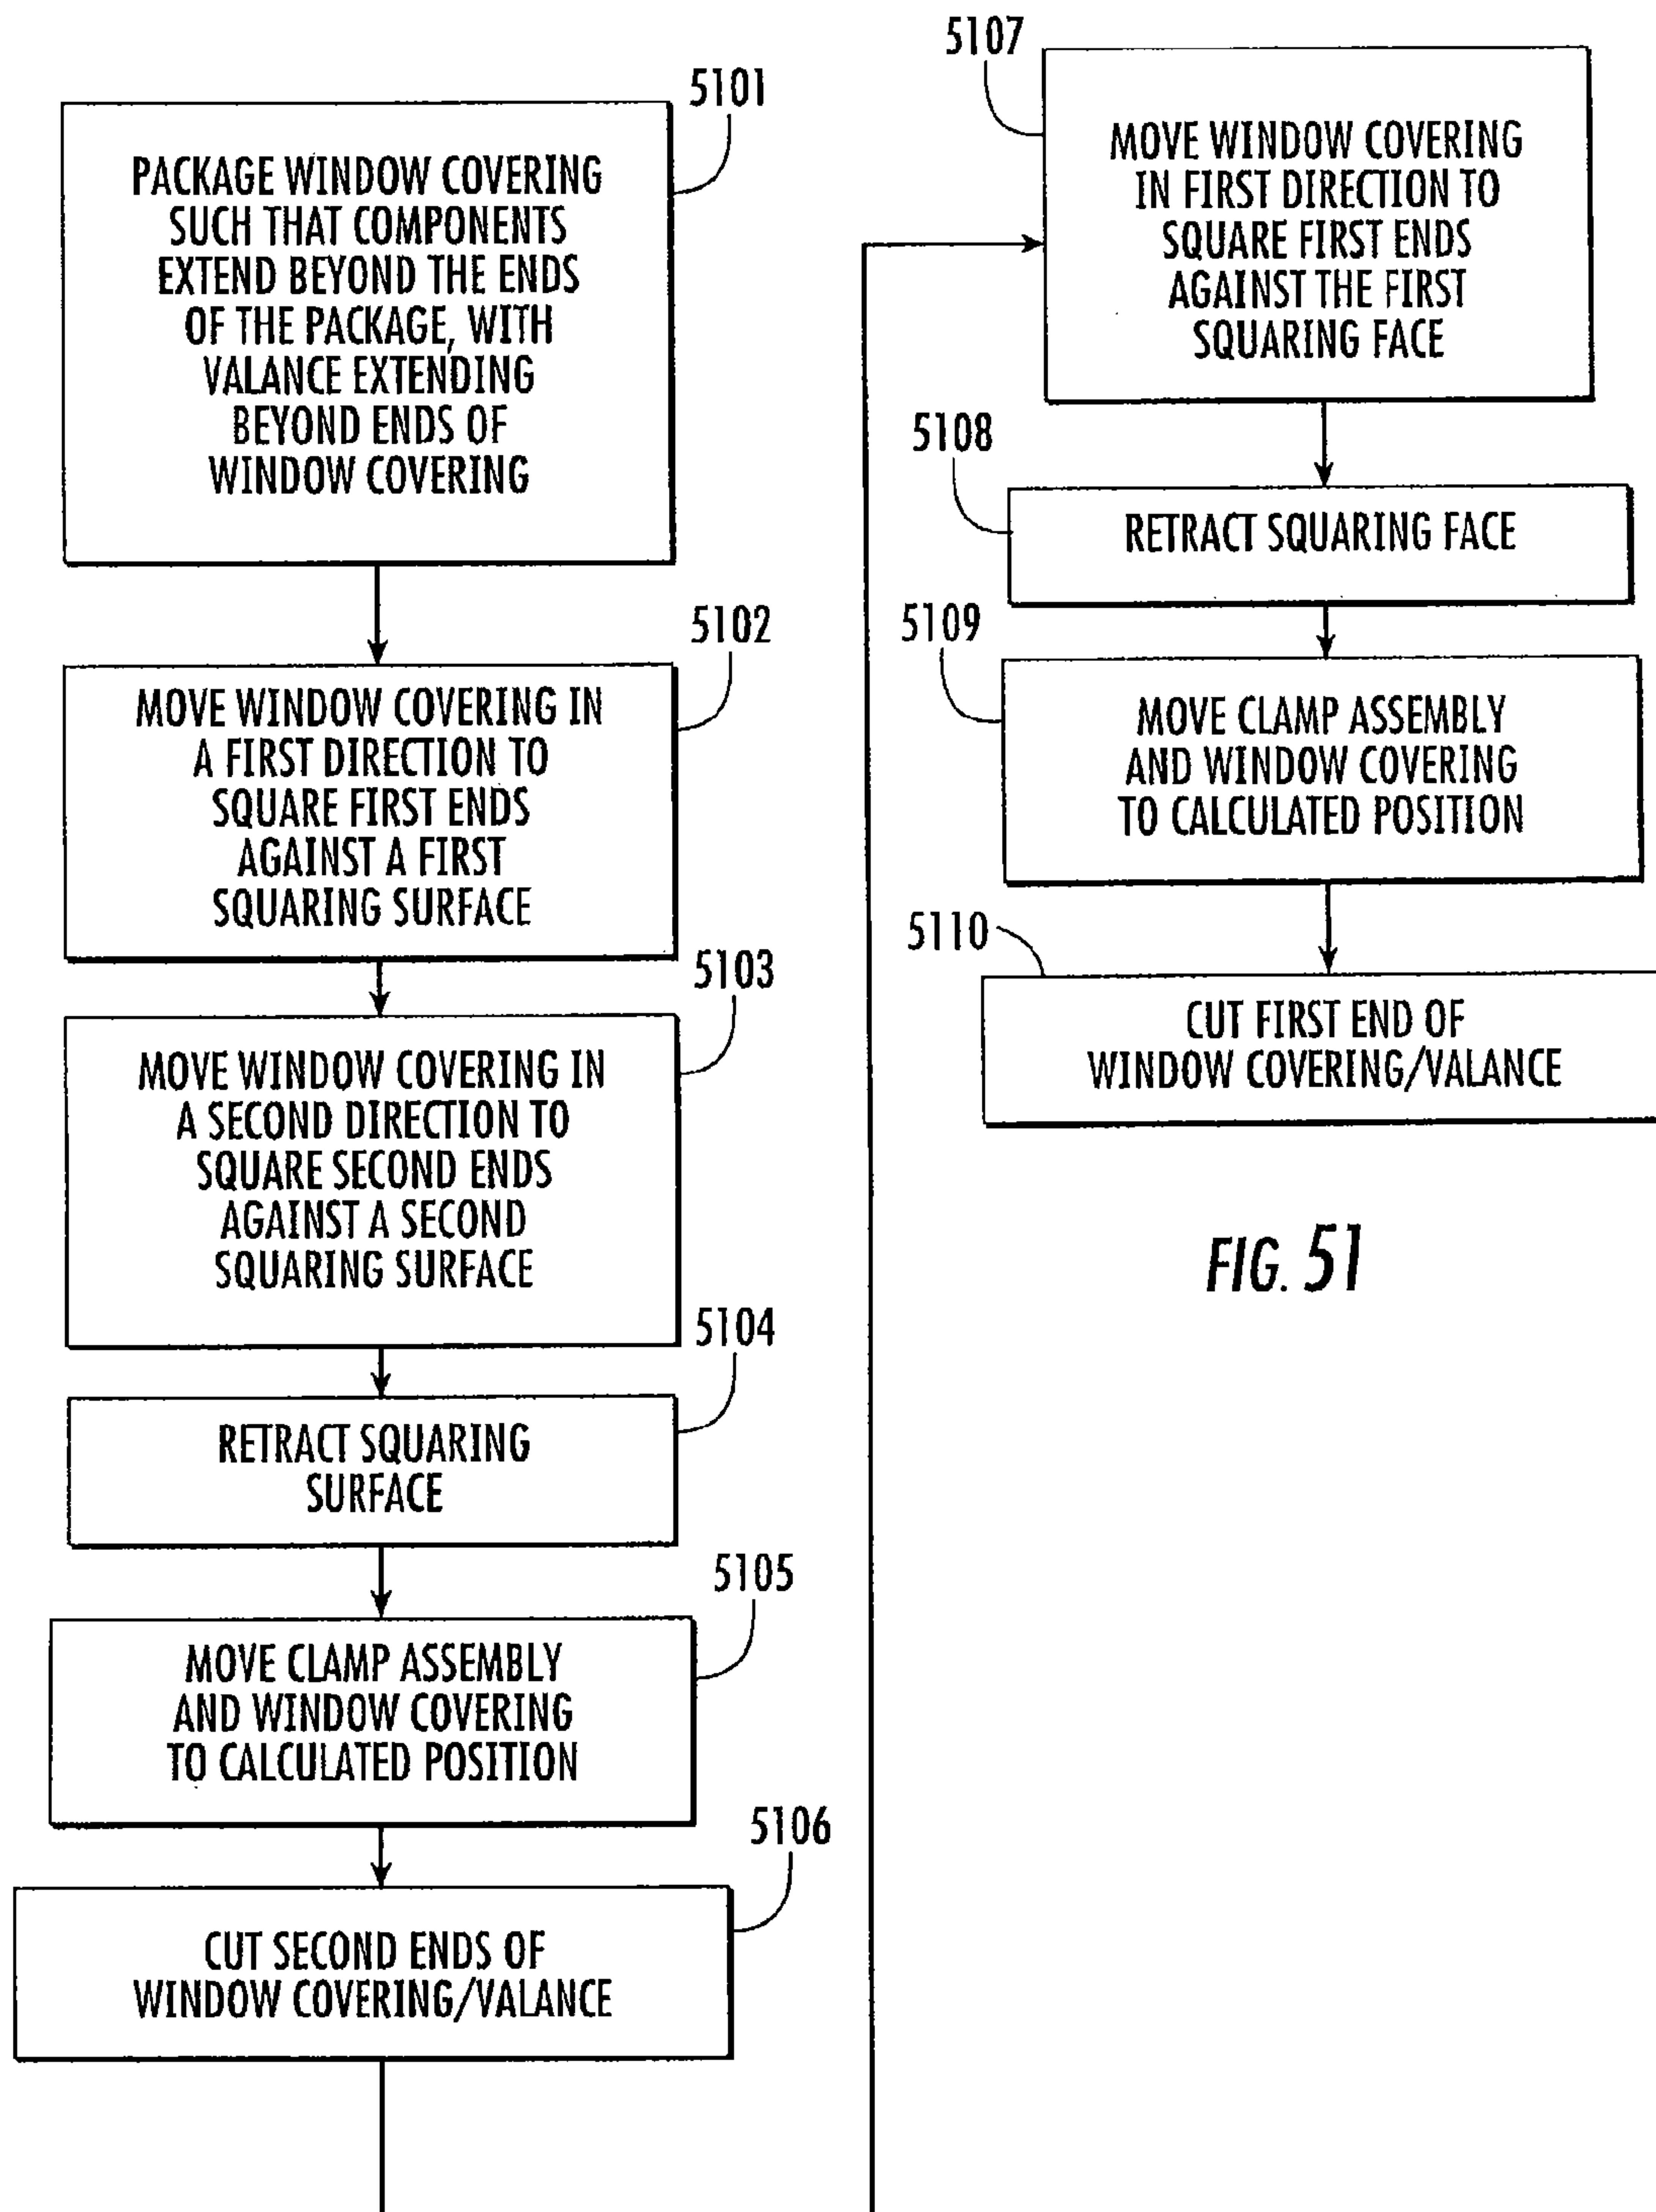 5101
PACKAGE WINDOW COVERING
SUCH THAT COMPONENTS
EXTEND BEYOND THE ENDS
OF THE PACKAGE, WITH
VALANCE EXTENDING
BEYOND ENDS OF
WINDOW COVERING
5102
MOVE WINDOW COVERING IN
A FIRST DIRECTION TO
SQUARE FIRST ENDS
AGAINST A FIRST
SQUARING SURFACE
5103
MOVE WINDOW COVERING IN
A SECOND DIRECTION TO
SQUARE SECOND ENDS
AGAINST A SECOND
SQUARING SURFACE
5104
RETRACT SQUARING
SURFACE
5105
MOVE CLAMP ASSEMBLY
AND WINDOW COVERING
TO CALCULATED POSITION
5106
CUT SECOND ENDS OF
WINDOW COVERING/VALANCE
5107
MOVE WINDOW COVERING
IN FIRST DIRECTION TO
SQUARE FIRST ENDS
AGAINST THE FIRST
SQUARING FACE
5108
RETRACT SQUARING FACE
5109
MOVE CLAMP ASSEMBLY
AND WINDOW COVERING
TO CALCULATED POSITION
5110
CUT FIRST END OF
WINDOW COVERING/VALANCE
FIG. 51